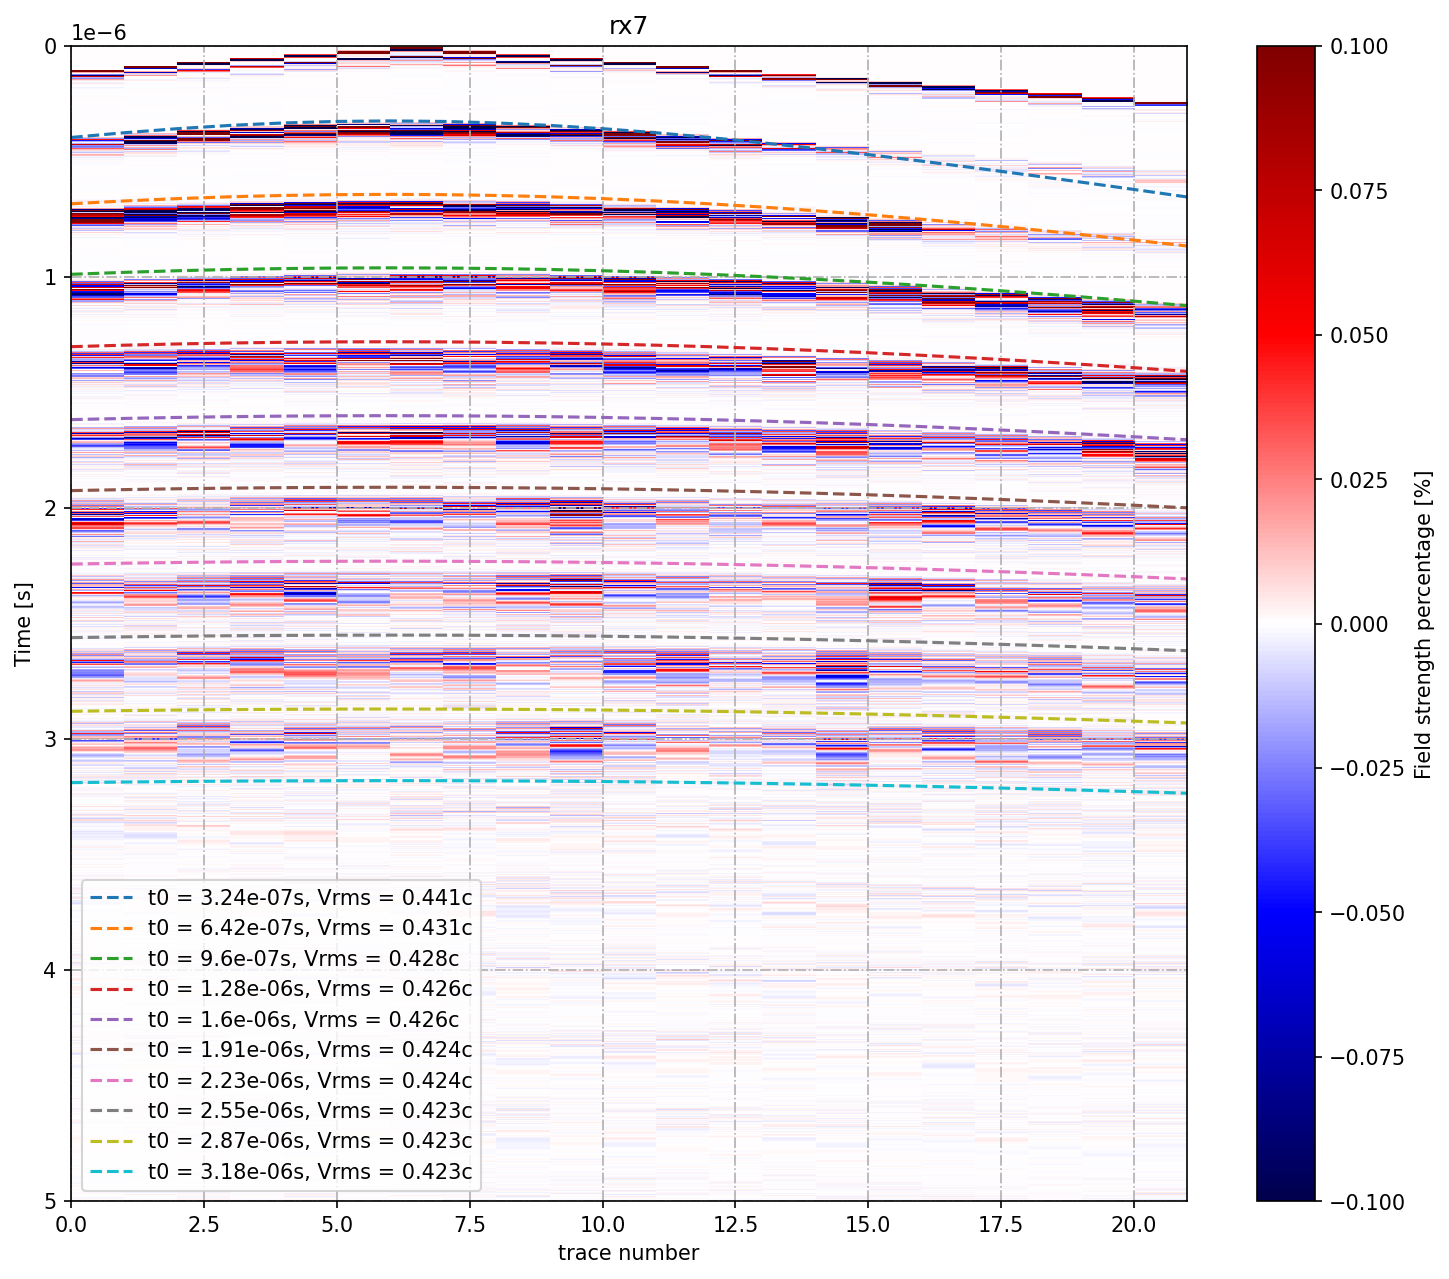 rx7
1e−6
0
1
2
3
4
5
Time [s]
0.0
2.5
5.0
7.5
10.0
12.5
15.0
17.5
20.0
trace number
t0 = 3.24e-07s, Vrms = 0.441c
t0 = 6.42e-07s, Vrms = 0.431c
t0 = 9.6e-07s, Vrms = 0.428c
t0 = 1.28e-06s, Vrms = 0.426c
t0 = 1.6e-06s, Vrms = 0.426c
t0 = 1.91e-06s, Vrms = 0.424c
t0 = 2.23e-06s, Vrms = 0.424c
t0 = 2.55e-06s, Vrms = 0.423c
t0 = 2.87e-06s, Vrms = 0.423c
t0 = 3.18e-06s, Vrms = 0.423c
0.100
0.075
0.050
0.025
0.000
−0.025
−0.050
−0.075
−0.100
Field strength percentage [%]